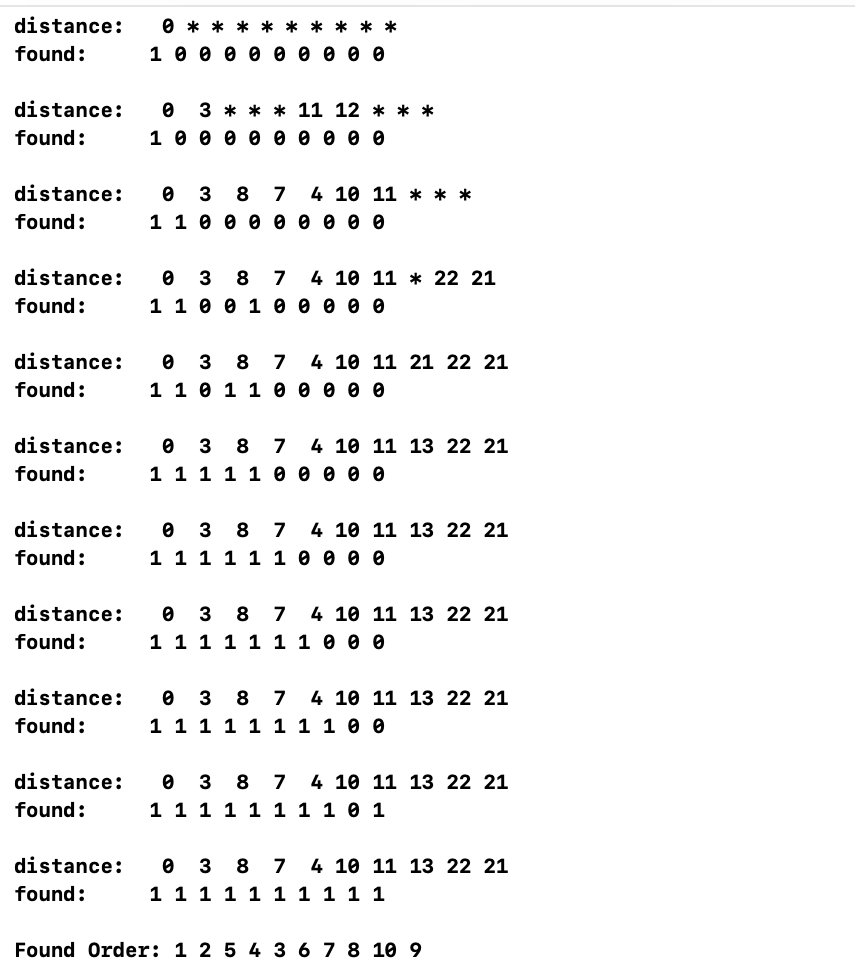 distance:   0 * * * * * * * * *
found:     1 0 0 0 0 0 0 0 0 0
distance:   0  3 * * * 11 12 * * *
found:     1 0 0 0 0 0 0 0 0 0
distance:   0  3  8  7  4 10 11 * * *
found:     1 1 0 0 0 0 0 0 0 0
distance:   0  3  8  7  4 10 11 * 22 21
found:     1 1 0 0 1 0 0 0 0 0
distance:   0  3  8  7  4 10 11 21 22 21
found:     1 1 0 1 1 0 0 0 0 0
distance:   0  3  8  7  4 10 11 13 22 21
found:     1 1 1 1 1 0 0 0 0 0
distance:   0  3  8  7  4 10 11 13 22 21
found:     1 1 1 1 1 1 0 0 0 0
distance:   0  3  8  7  4 10 11 13 22 21
found:     1 1 1 1 1 1 1 0 0 0
distance:   0  3  8  7  4 10 11 13 22 21
found:     1 1 1 1 1 1 1 1 0 0
distance:   0  3  8  7  4 10 11 13 22 21
found:     1 1 1 1 1 1 1 1 0 1
distance:   0  3  8  7  4 10 11 13 22 21
found:     1 1 1 1 1 1 1 1 1 1
Found Order: 1 2 5 4 3 6 7 8 10 9